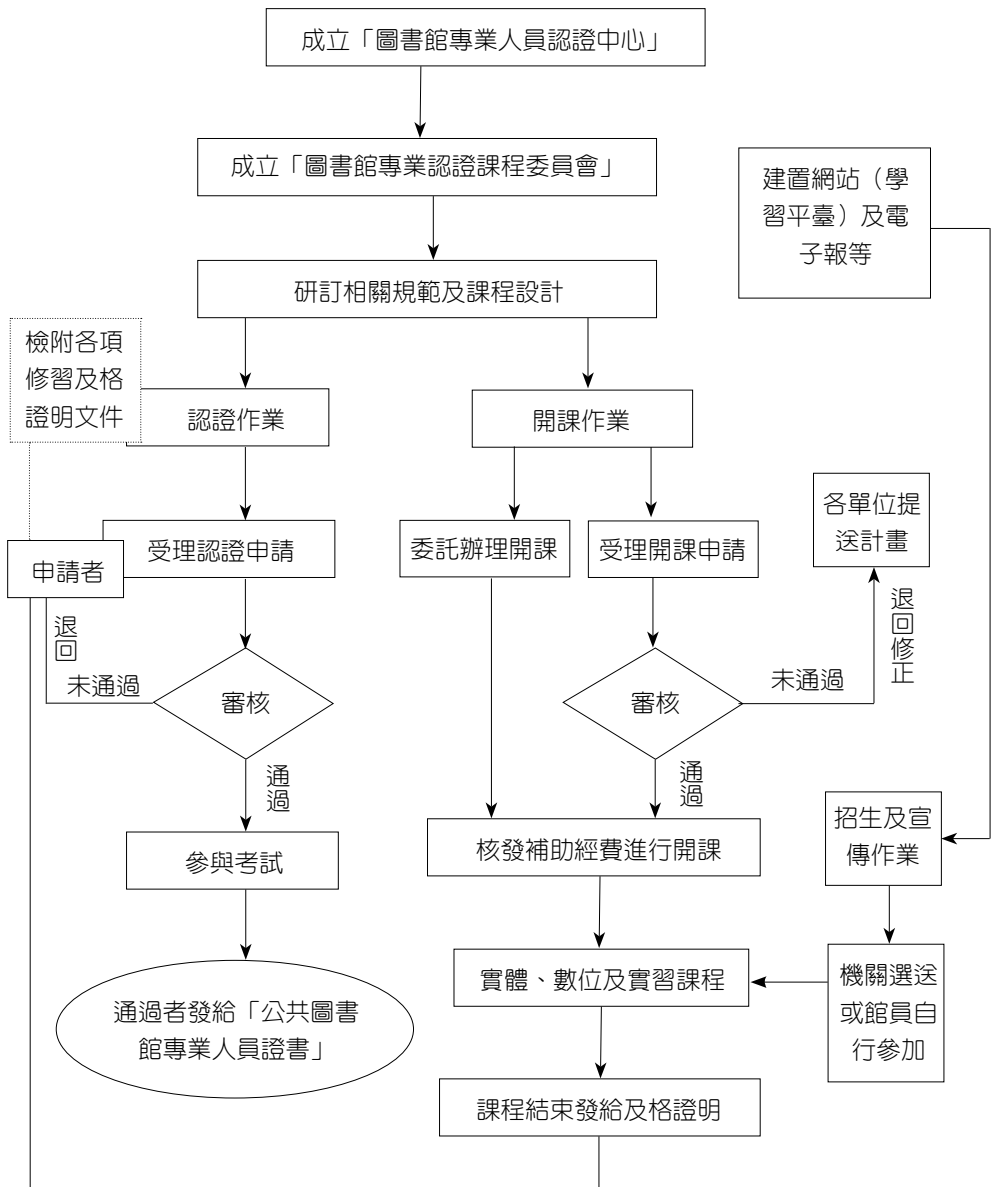 成立「圖書館專業人員認證中心」
成立「圖書館專業認證課程委員會」
建置網站（學
習平臺）及電
子報等
研訂相關規範及課程設計
檢附各項
修習及格
證明文件
認證作業
開課作業
各單位提
送計畫
受理認證申請
委託辦理開課
受理開課申請
申請者
退回
未通過
審核
審核
未通過
退回修正
通過
通過
參與考試
核發補助經費進行開課
招生及宣
傳作業
通過者發給「公共圖書
館專業人員證書」
實體、數位及實習課程
機關選送
或館員自
行參加
課程結束發給及格證明